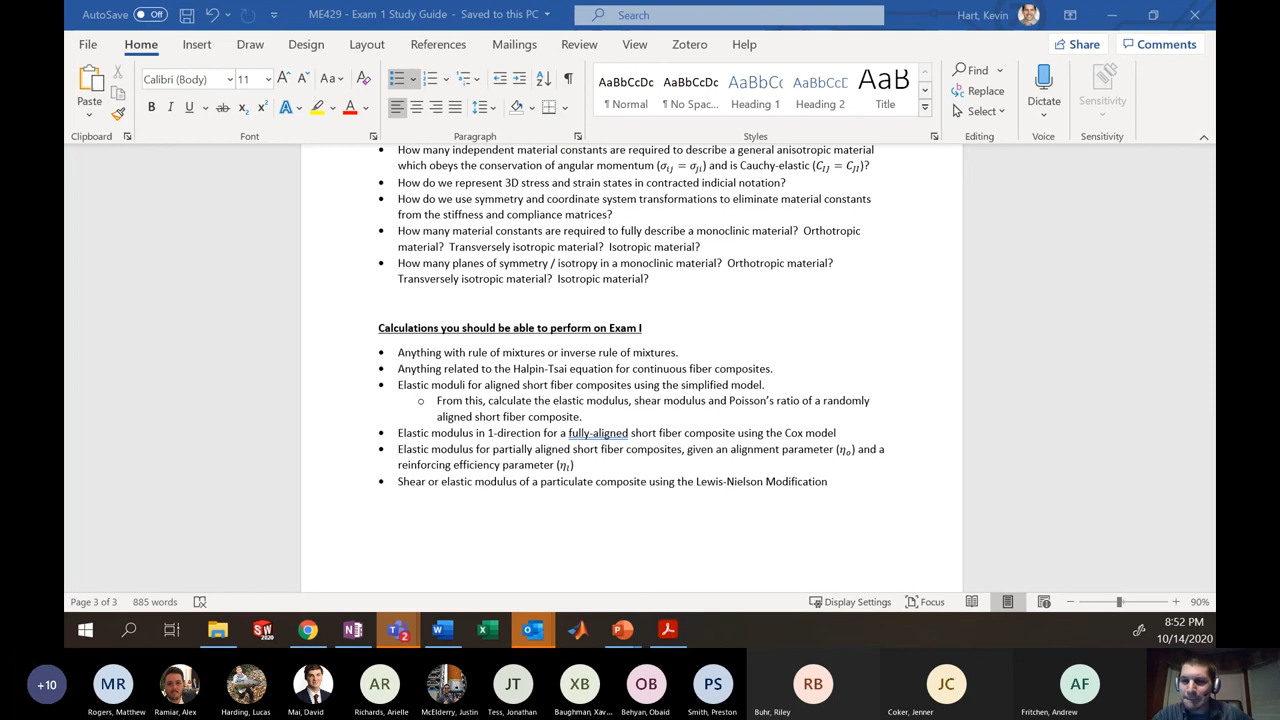 AutoSave Off ME429 - Exam 1 Study Guide - Saved to this PC Search Hart, Kevin
File Home Insert Draw Design Layout References Mailings Review View Zotero Help Share Comments
Calibri (Body) 11 A A Aa A AaBbCcDc AaBbCcDc AaBbCc AaBbCcD AaB Find
Paste B I U ab x2 x2 A A Normal No Spac... Heading 1 Heading 2 Title Replace Dictate Sensitivity
Select
Clipboard Font Paragraph Styles Editing Voice Sensitivity
• How many independent material constants are required to describe a general anisotropic material
which obeys the conservation of angular momentum (σij = σji) and is Cauchy-elastic (CIJ = CJI)?
• How do we represent 3D stress and strain states in contracted indicial notation?
• How do we use symmetry and coordinate system transformations to eliminate material constants
from the stiffness and compliance matrices?
• How many material constants are required to fully describe a monoclinic material? Orthotropic
material? Transversely isotropic material? Isotropic material?
• How many planes of symmetry / isotropy in a monoclinic material? Orthotropic material?
Transversely isotropic material? Isotropic material?
Calculations you should be able to perform on Exam I
• Anything with rule of mixtures or inverse rule of mixtures.
• Anything related to the Halpin-Tsai equation for continuous fiber composites.
• Elastic moduli for aligned short fiber composites using the simplified model.
o From this, calculate the elastic modulus, shear modulus and Poisson's ratio of a randomly
aligned short fiber composite.
• Elastic modulus in 1-direction for a fully-aligned short fiber composite using the Cox model
• Elastic modulus for partially aligned short fiber composites, given an alignment parameter (ηo) and a
reinforcing efficiency parameter (ηl)
• Shear or elastic modulus of a particulate composite using the Lewis-Nielson Modification
Page 3 of 3 885 words Display Settings Focus 90%
8:52 PM
10/14/2020
+10 MR AR JT XB OB PS RB JC AF
Rogers, Matthew Ramiar, Alex Harding, Lucas Mai, David Richards, Arielle McElderry, Justin Tess, Jonathan Baughman, Xav... Behyan, Obaid Smith, Preston Buhr, Riley Coker, Jenner Fritchen, Andrew